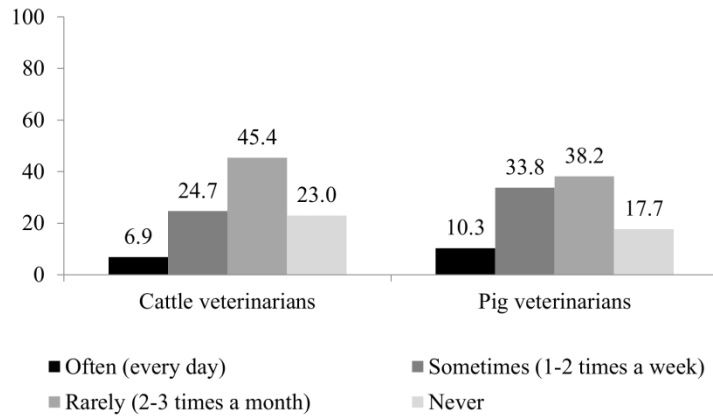 100
80
60
40
20
0
6.9
24.7
45.4
23.0
10.3
33.8
38.2
17.7
Cattle veterinarians
Pig veterinarians
Often (every day)
Sometimes (1-2 times a week)
Rarely (2-3 times a month)
Never